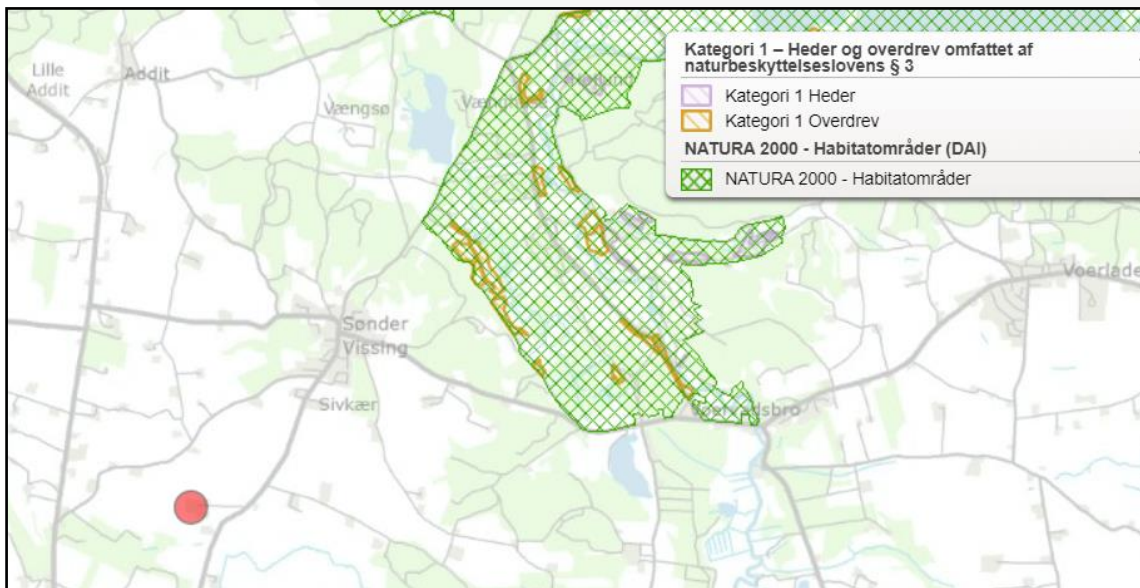 Kategori 1 – Heder og overdrev omfattet af
naturbeskyttelseslovens § 3
Kategori 1 Heder
Kategori 1 Overdrev
NATURA 2000 - Habitatområder (DAI)
NATURA 2000 - Habitatområder
Lille
Addit
Addit
Vængsø
Voerlade
Sønder
Vissing
Sivkær
Voervadsbro